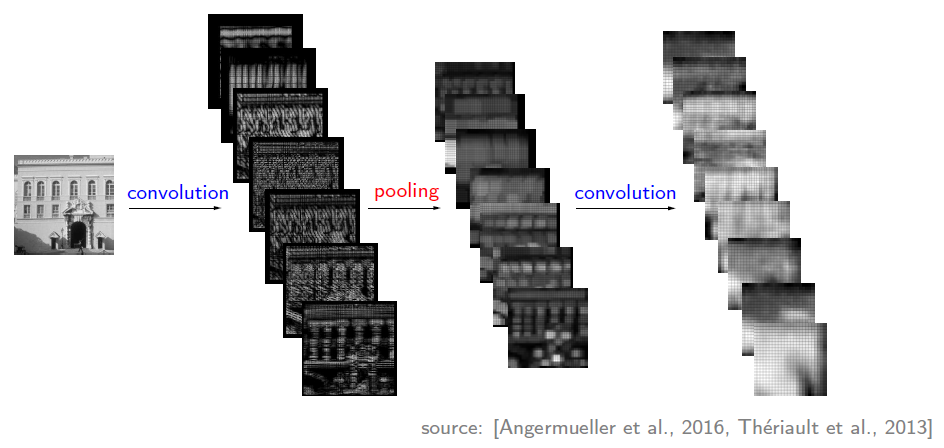 convolution
pooling
convolution
source: [Angermueller et al., 2016, Thériault et al., 2013]